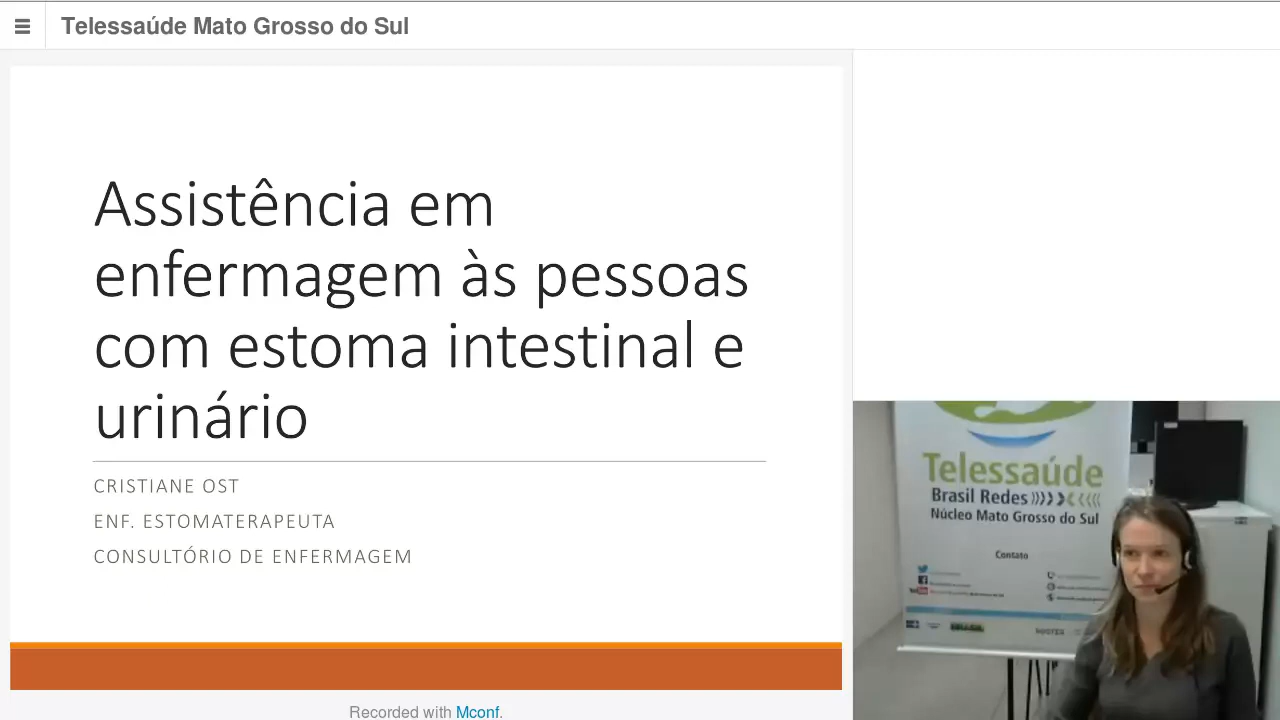 Telessaúde Mato Grosso do Sul
Assistência em
enfermagem às pessoas
com estoma intestinal e
urinário
CRISTIANE OST
ENF. ESTOMATERAPEUTA
CONSULTÓRIO DE ENFERMAGEM
Recorded with Mconf.
Telessaúde
Brasil Redes
Núcleo Mato Grosso do Sul
Contato